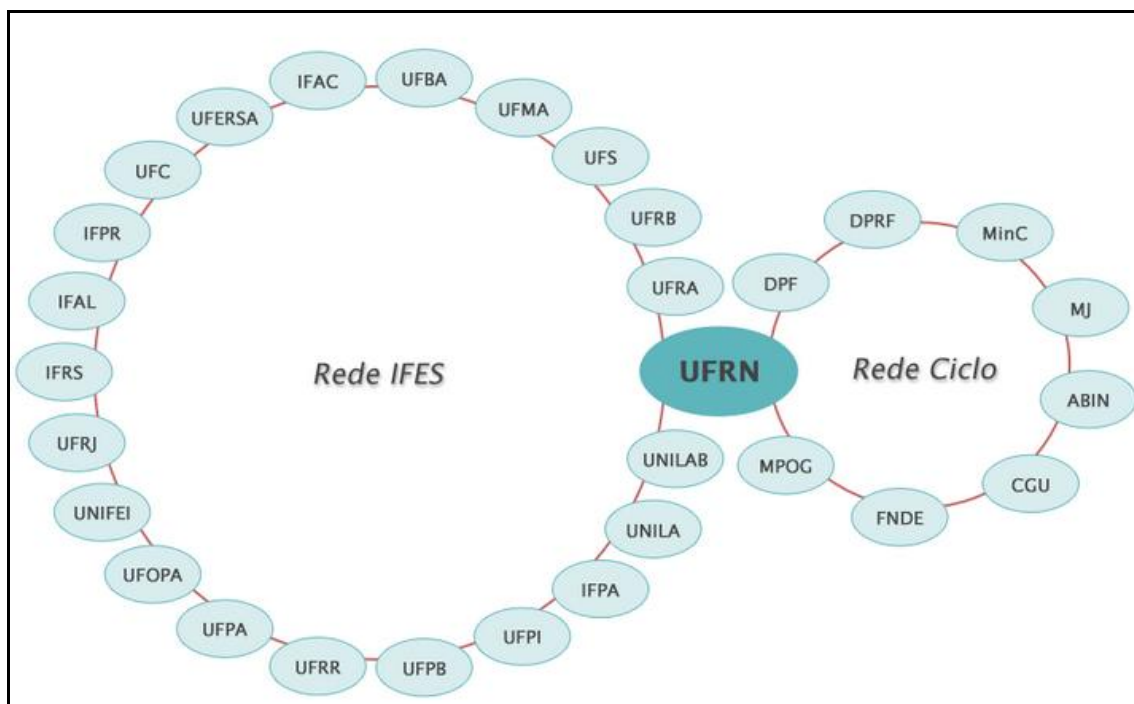 IFAC
UFBA
UFERSA
UFMA
UFC
UFS
IFPR
UFRB
DPRF
MinC
IFAL
UFRA
DPF
MJ
IFRS
Rede IFES
UFRN
Rede Ciclo
ABIN
UFRJ
UNILAB
MPOG
CGU
UNIFEI
UNILA
FNDE
UFOPA
IFPA
UFPA
UFPI
UFRR
UFPB